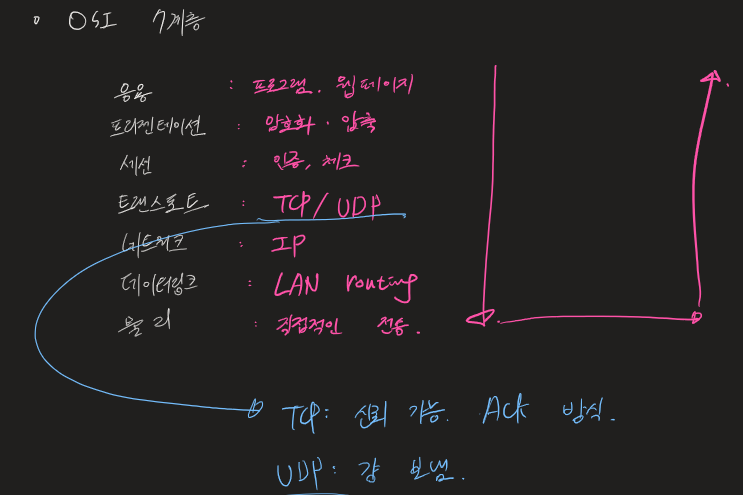 • OSI 7계층
응용 : 프로그램. 웹페이지
프리젠테이션 : 암호화 · 압축
세션 : 인증, 체크
트랜스포트 : TCP / UDP
네트워크 : IP
데이터링크 : LAN routing
물리 : 직접적인 전송.
TCP : 신뢰 가능. Ack 방식.
UDP : 걍 보냄.